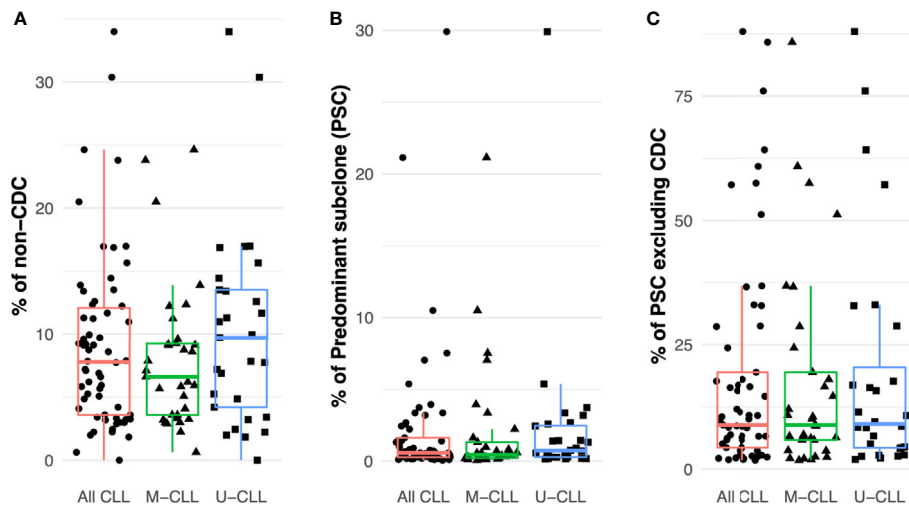 A
% of non−CDC
30
20
10
0
All CLL M−CLL U−CLL
B
% of Predominant subclone (PSC)
30
20
10
0
All CLL M−CLL U−CLL
C
% of PSC excluding CDC
75
50
25
0
All CLL M−CLL U−CLL